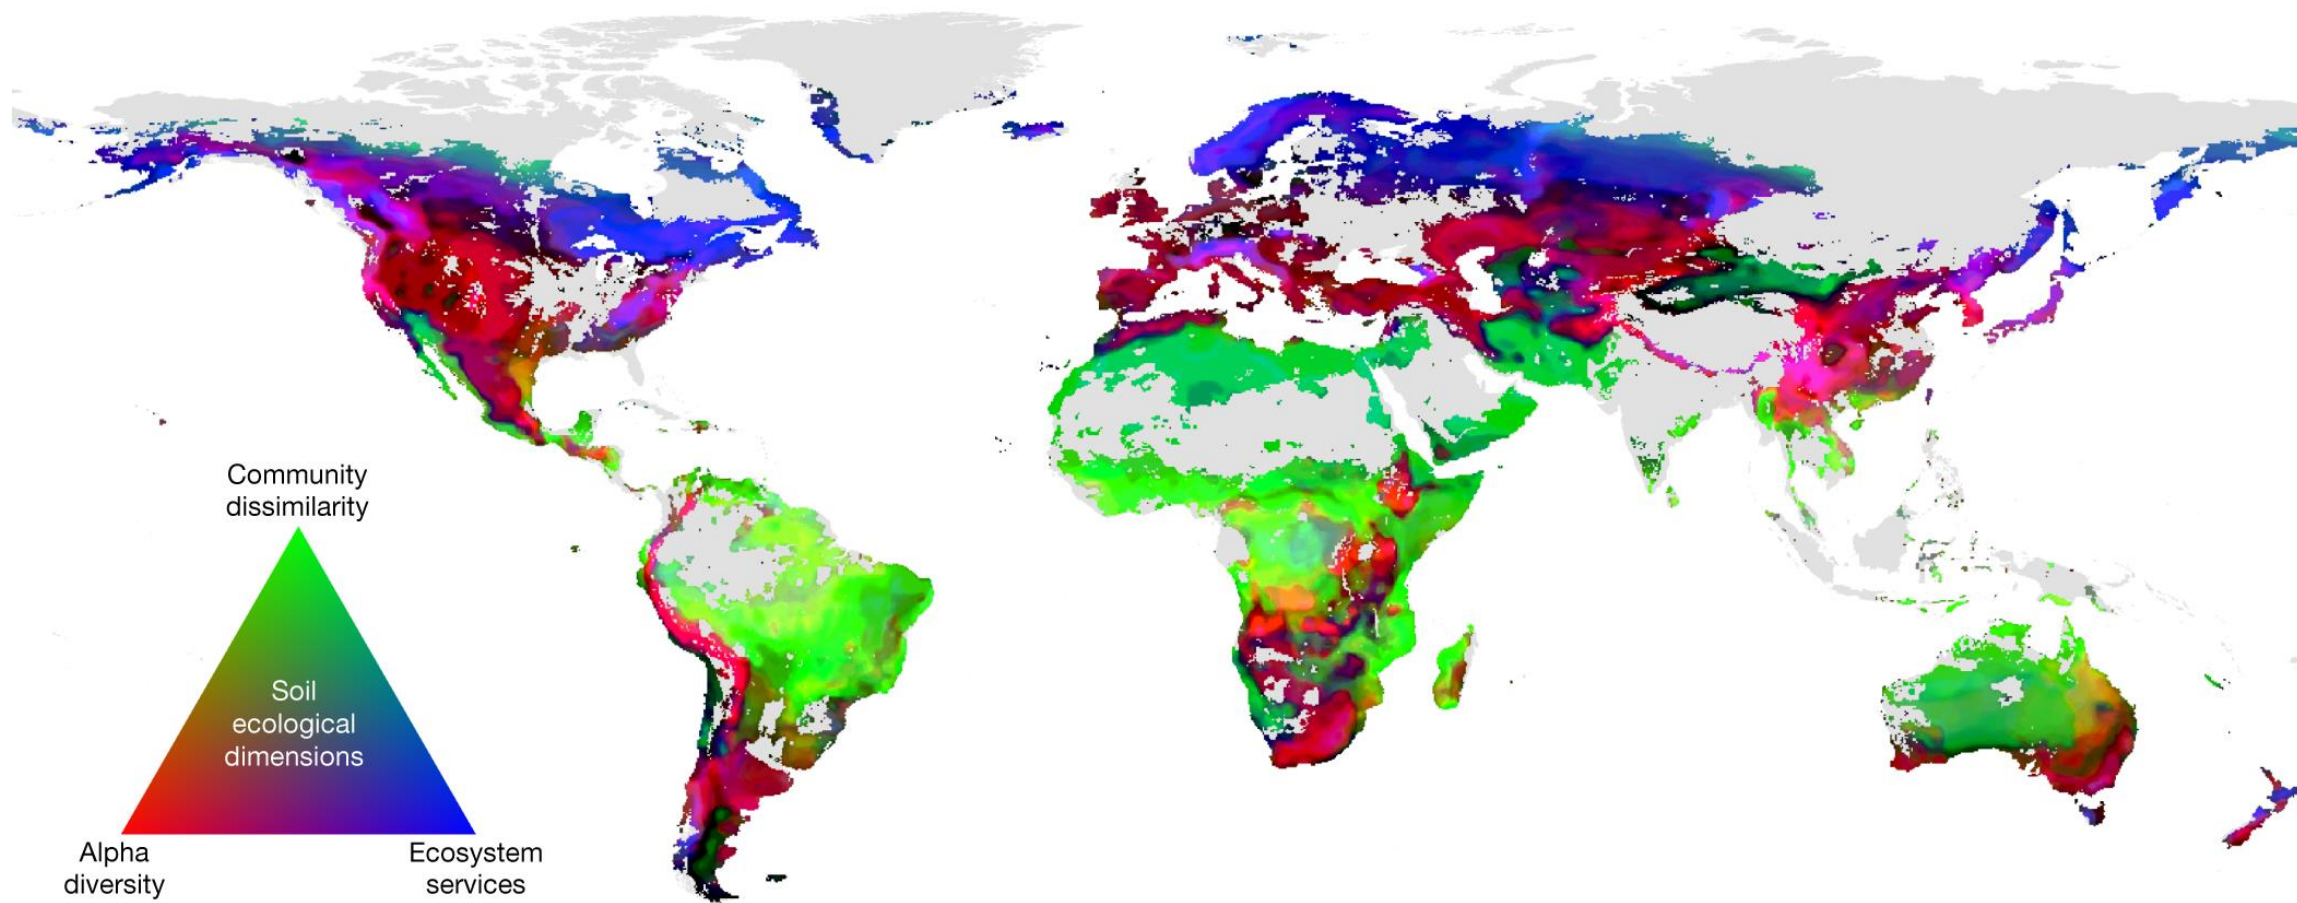 Community
dissimilarity
Soil
ecological
dimensions
Alpha
diversity
Ecosystem
services